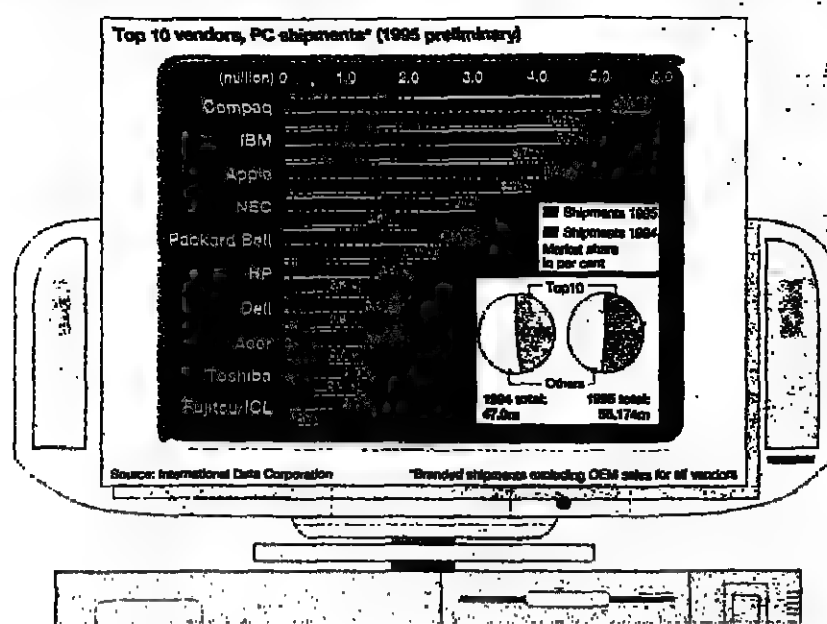 Top 10 vendors, PC shipments* (1995 preliminary)
(million) 0 1.0 2.0 3.0 4.0 5.0 6.0
Compaq
IBM
Apple
NEC
Packard Bell
HP
Dell
Acer
Toshiba
Fujitsu/ICL
Shipments 1995
Shipments 1994
Market share
in per cent
Top10
Others
1994 total: 1995 total:
47.9m 58,174m
Source: International Data Corporation *Branded shipments excluding OEM sales for all vendors